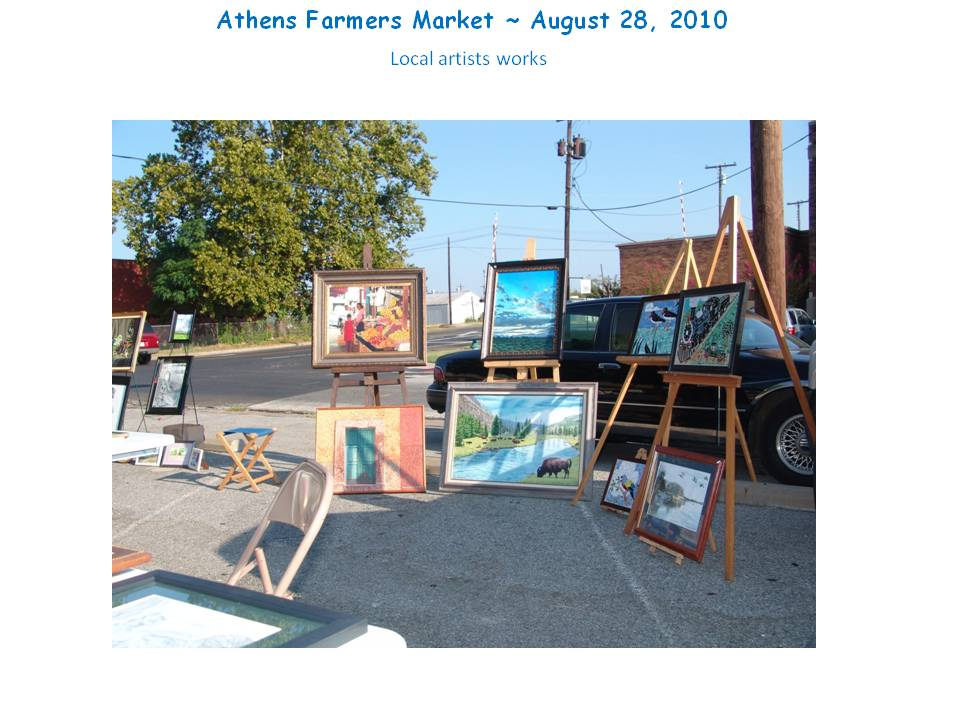 Athens Farmers Market ~ August 28, 2010
Local artists works